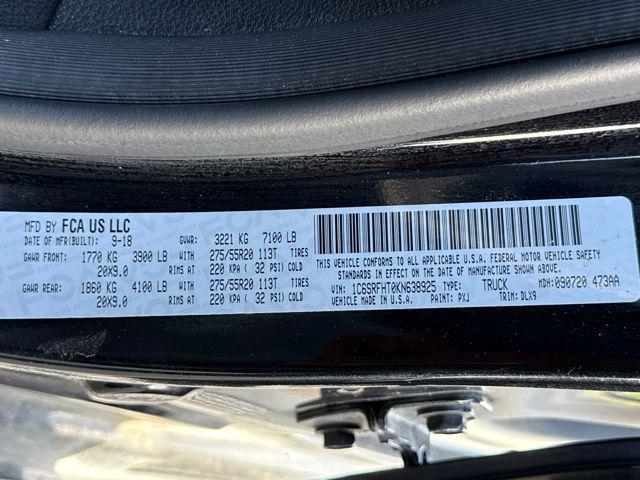 MFD BY FCA US LLC
DATE OF MFR(BUILT): 9-18 GVWR: 3221 KG 7100 LB
GAWR FRONT: 1770 KG 3900 LB WITH 275/55R20 113T TIRES
20X9.0 RIMS AT 220 KPA ( 32 PSI) COLD
GAWR REAR: 1860 KG 4100 LB WITH 275/55R20 113T TIRES
20X9.0 RIMS AT 220 KPA ( 32 PSI) COLD
THIS VEHICLE CONFORMS TO ALL APPLICABLE U.S.A. FEDERAL MOTOR VEHICLE SAFETY
STANDARDS IN EFFECT ON THE DATE OF MANUFACTURE SHOWN ABOVE.
VIN: 1C6SRFHT0KN638925 TYPE: TRUCK MDH:090720 473AA
VEHICLE MADE IN U.S.A. PAINT: PXJ TRIM: DLX9